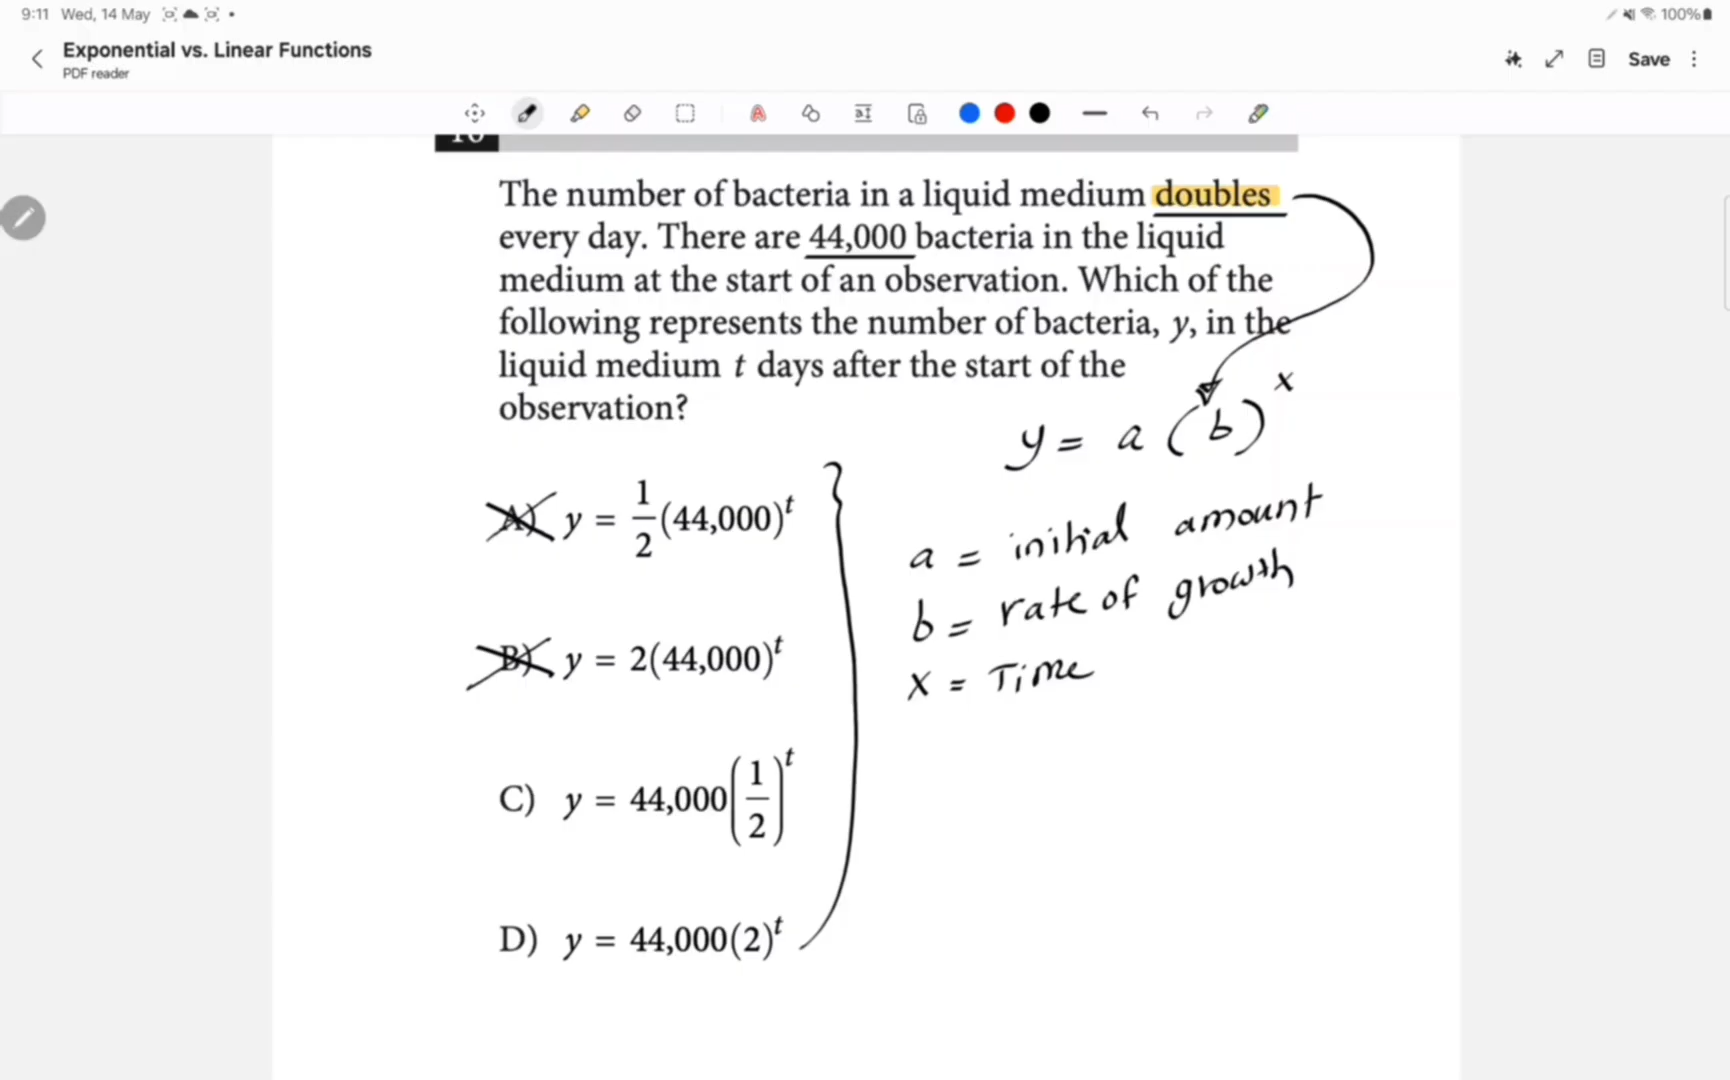 9:11 Wed, 14 May
100%
Exponential vs. Linear Functions
PDF reader
Save
The number of bacteria in a liquid medium doubles
every day. There are 44,000 bacteria in the liquid
medium at the start of an observation. Which of the
following represents the number of bacteria, y, in the
liquid medium t days after the start of the
observation?
y = a (b)^x
A) y = 1/2(44,000)^t
a = initial amount
b = rate of growth
B) y = 2(44,000)^t
x = Time
C) y = 44,000(1/2)^t
D) y = 44,000(2)^t